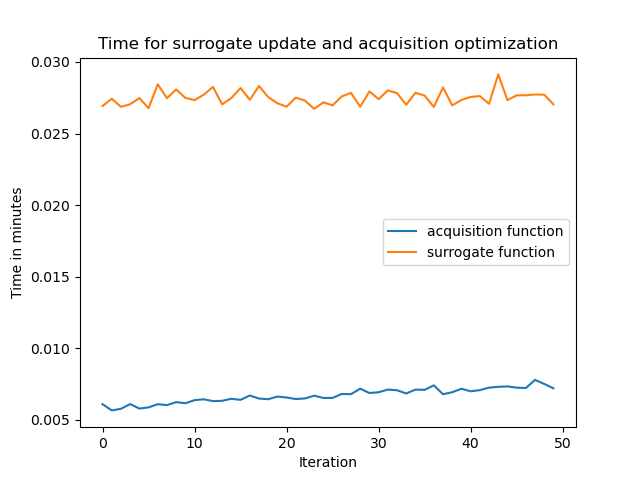 Time for surrogate update and acquisition optimization
0.030
0.025
0.020
0.015
0.010
0.005
Time in minutes
acquisition function
surrogate function
0 10 20 30 40 50
Iteration